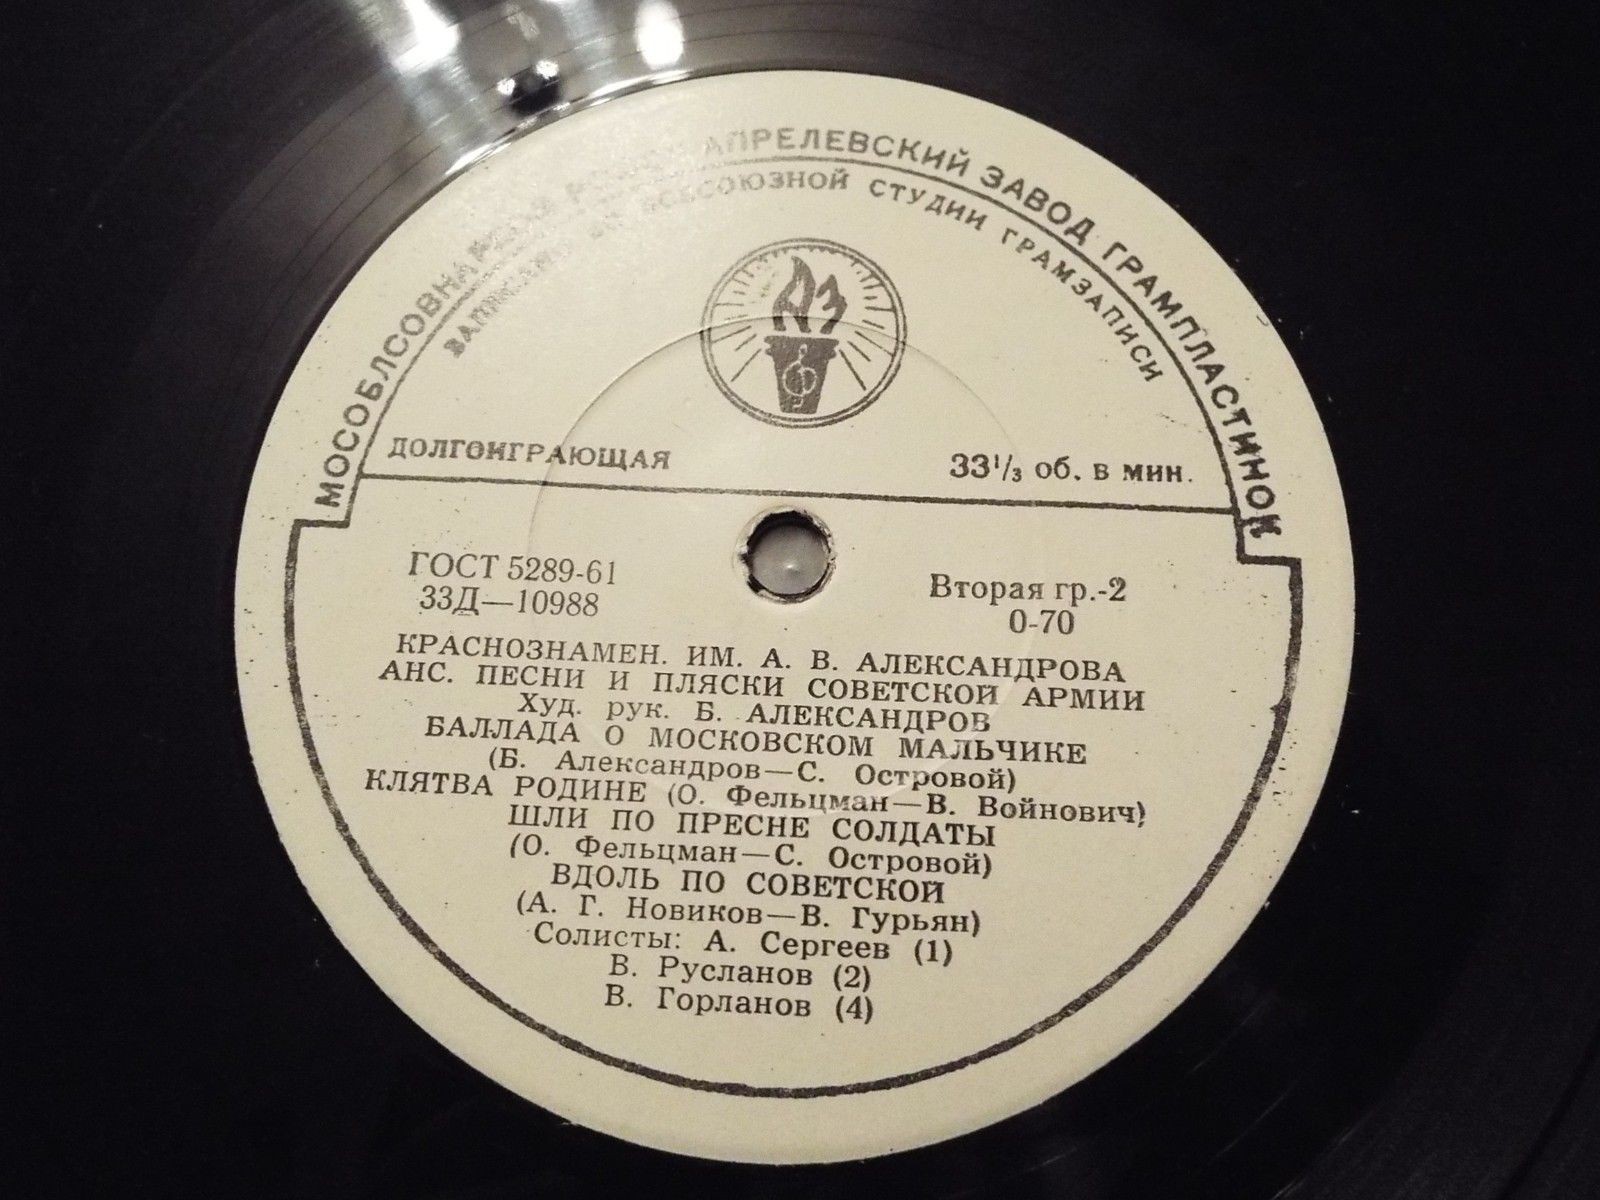 МОСОБЛСОВНАРХОЗ РСФСР АПРЕЛЕВСКИЙ ЗАВОД ГРАМПЛАСТИНОК
ЗАПИСАНО ВО ВСЕСОЮЗНОЙ СТУДИИ ГРАМЗАПИСИ
АЗ
ДОЛГОИГРАЮЩАЯ
33⅓ об. в мин.
ГОСТ 5289-61
33Д—10988
Вторая гр.-2
0-70
КРАСНОЗНАМЕН. ИМ. А. В. АЛЕКСАНДРОВА
АНС. ПЕСНИ И ПЛЯСКИ СОВЕТСКОЙ АРМИИ
Худ. рук. Б. АЛЕКСАНДРОВ
БАЛЛАДА О МОСКОВСКОМ МАЛЬЧИКЕ
(Б. Александров—С. Островой)
КЛЯТВА РОДИНЕ (О. Фельцман—В. Войнович)
ШЛИ ПО ПРЕСНЕ СОЛДАТЫ
(О. Фельцман—С. Островой)
ВДОЛЬ ПО СОВЕТСКОЙ
(А. Г. Новиков—В. Гурьян)
Солисты: А. Сергеев (1)
В. Русланов (2)
В. Горланов (4)